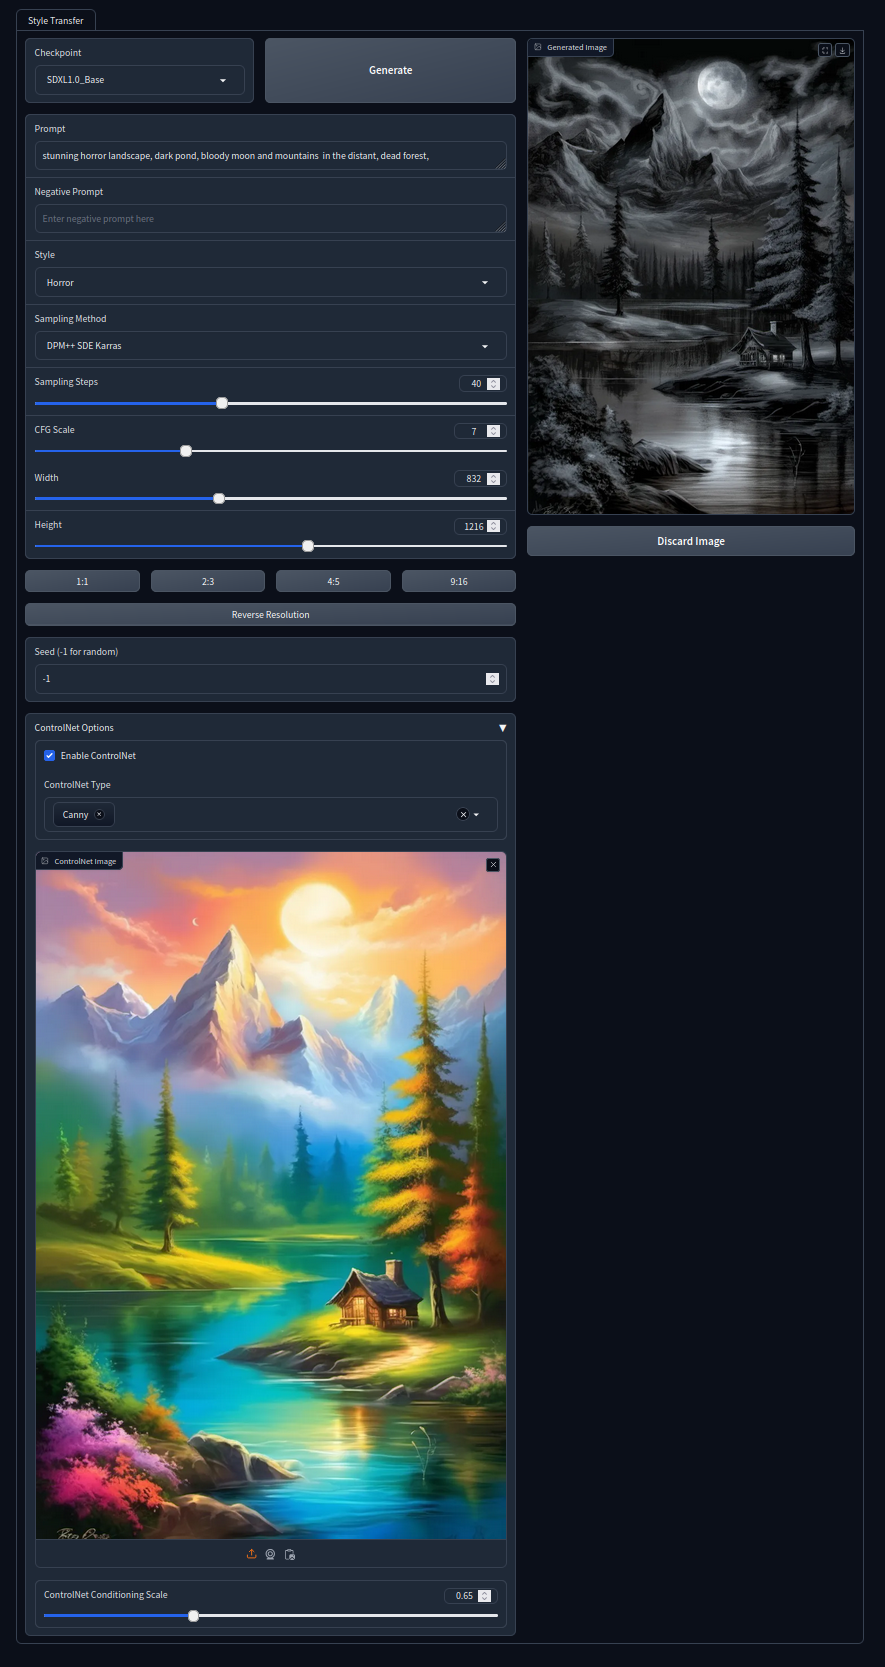 Style Transfer
Checkpoint
SDXL1.0_Base
Generate
Prompt
stunning horror landscape, dark pond, bloody moon and mountains  in the distant, dead forest,
Negative Prompt
Enter negative prompt here
Style
Horror
Sampling Method
DPM++ SDE Karras
Sampling Steps
40
CFG Scale
7
Width
832
Height
1216
1:1
2:3
4:5
9:16
Reverse Resolution
Seed (-1 for random)
-1
ControlNet Options
Enable ControlNet
ControlNet Type
Canny
ControlNet Image
ControlNet Conditioning Scale
0.65
Generated Image
Discard Image